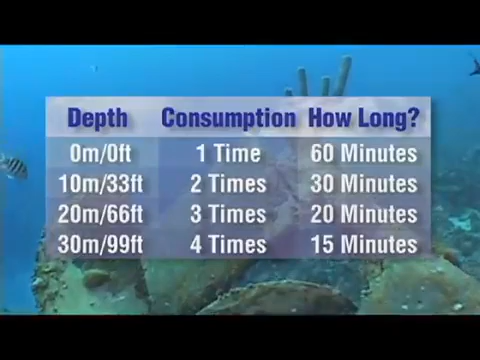 Depth Consumption How Long?
0m/0ft 1 Time 60 Minutes
10m/33ft 2 Times 30 Minutes
20m/66ft 3 Times 20 Minutes
30m/99ft 4 Times 15 Minutes